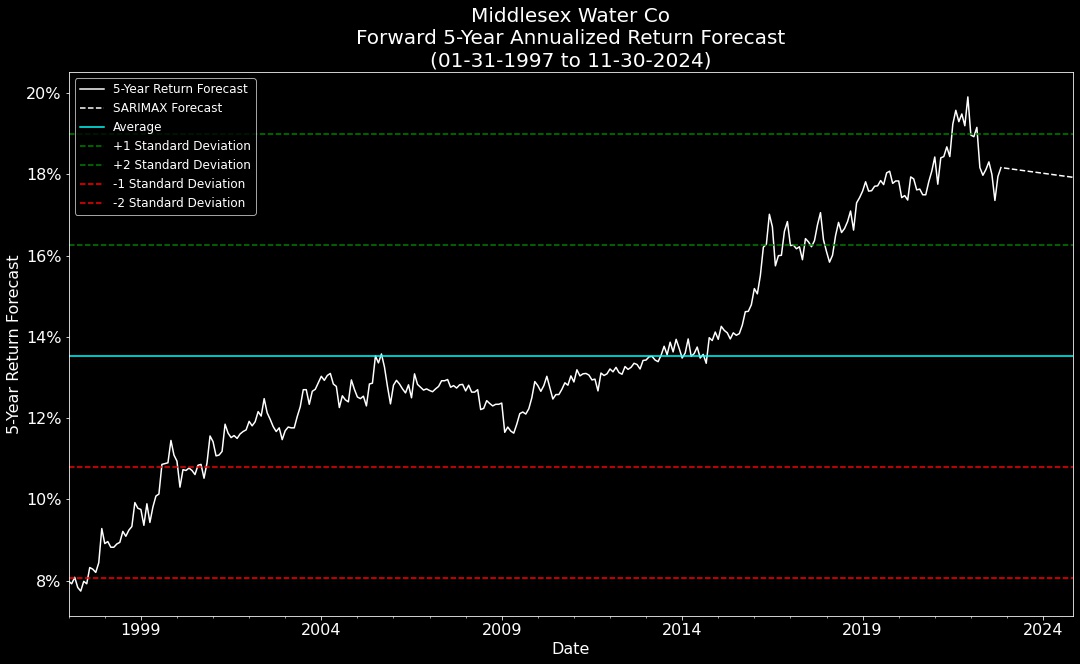 Middlesex Water Co
Forward 5-Year Annualized Return Forecast
(01-31-1997 to 11-30-2024)
5-Year Return Forecast
SARIMAX Forecast
Average
+1 Standard Deviation
+2 Standard Deviation
-1 Standard Deviation
-2 Standard Deviation
20%
18%
16%
14%
12%
10%
8%
5-Year Return Forecast
1999
2004
2009
2014
2019
2024
Date